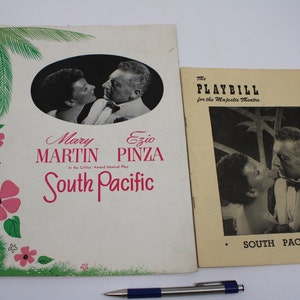 Mary Ezio
MARTIN PINZA
In the Critics' Award Musical Play
South Pacific
The
PLAYBILL
for the Majestic Theatre
• SOUTH PAC